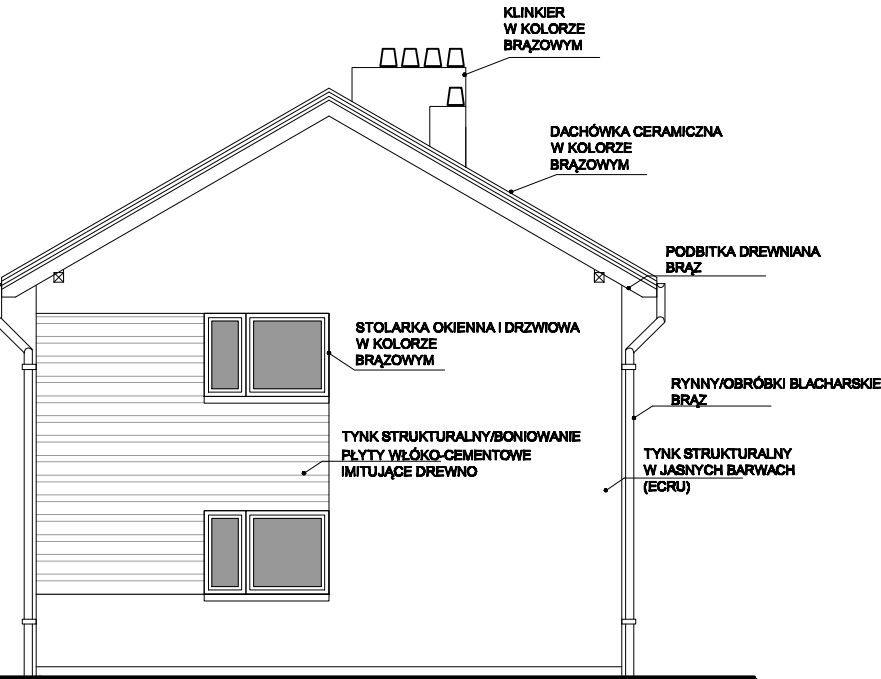 KLINKIER
W KOLORZE
BRĄZOWYM
DACHÓWKA CERAMICZNA
W KOLORZE
BRĄZOWYM
PODBITKA DREWNIANA
BRĄZ
STOLARKA OKIENNA I DRZWIOWA
W KOLORZE
BRĄZOWYM
RYNNY/OBRÓBKI BLACHARSKIE
BRĄZ
TYNK STRUKTURALNY/BONIOWANIE
PŁYTY WŁÓKO-CEMENTOWE
IMITUJĄCE DREWNO
TYNK STRUKTURALNY
W JASNYCH BARWACH
(ECRU)